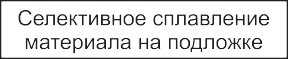 Селективное сплавление
материала на подложке